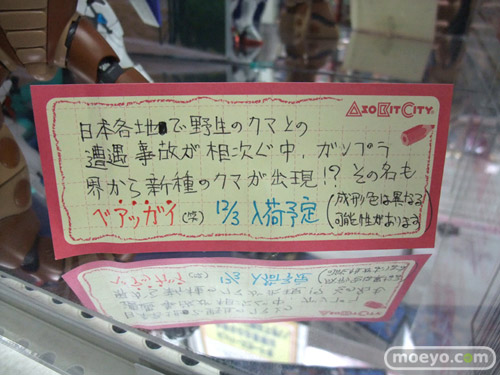 AZO BIT CITY
日本各地で野生のクマとの
遭遇事故が相次ぐ中、ガンプラ
界から新種のクマが出現!? その名も
ベアッガイ(笑) 12/3 入荷予定 (成形色は異なる
可能性があります)
moeyo.com